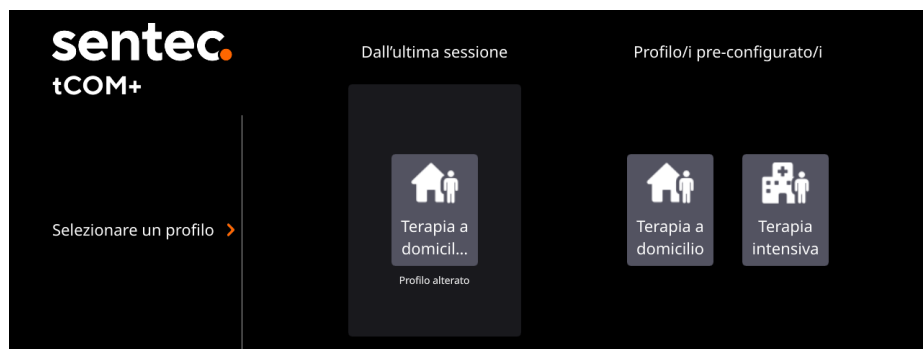 sentec.
tCOM+
Dall'ultima sessione
Profilo/i pre-configurato/i
Selezionare un profilo
Terapia a
domicil...
Profilo alterato
Terapia a
domicilio
Terapia
intensiva